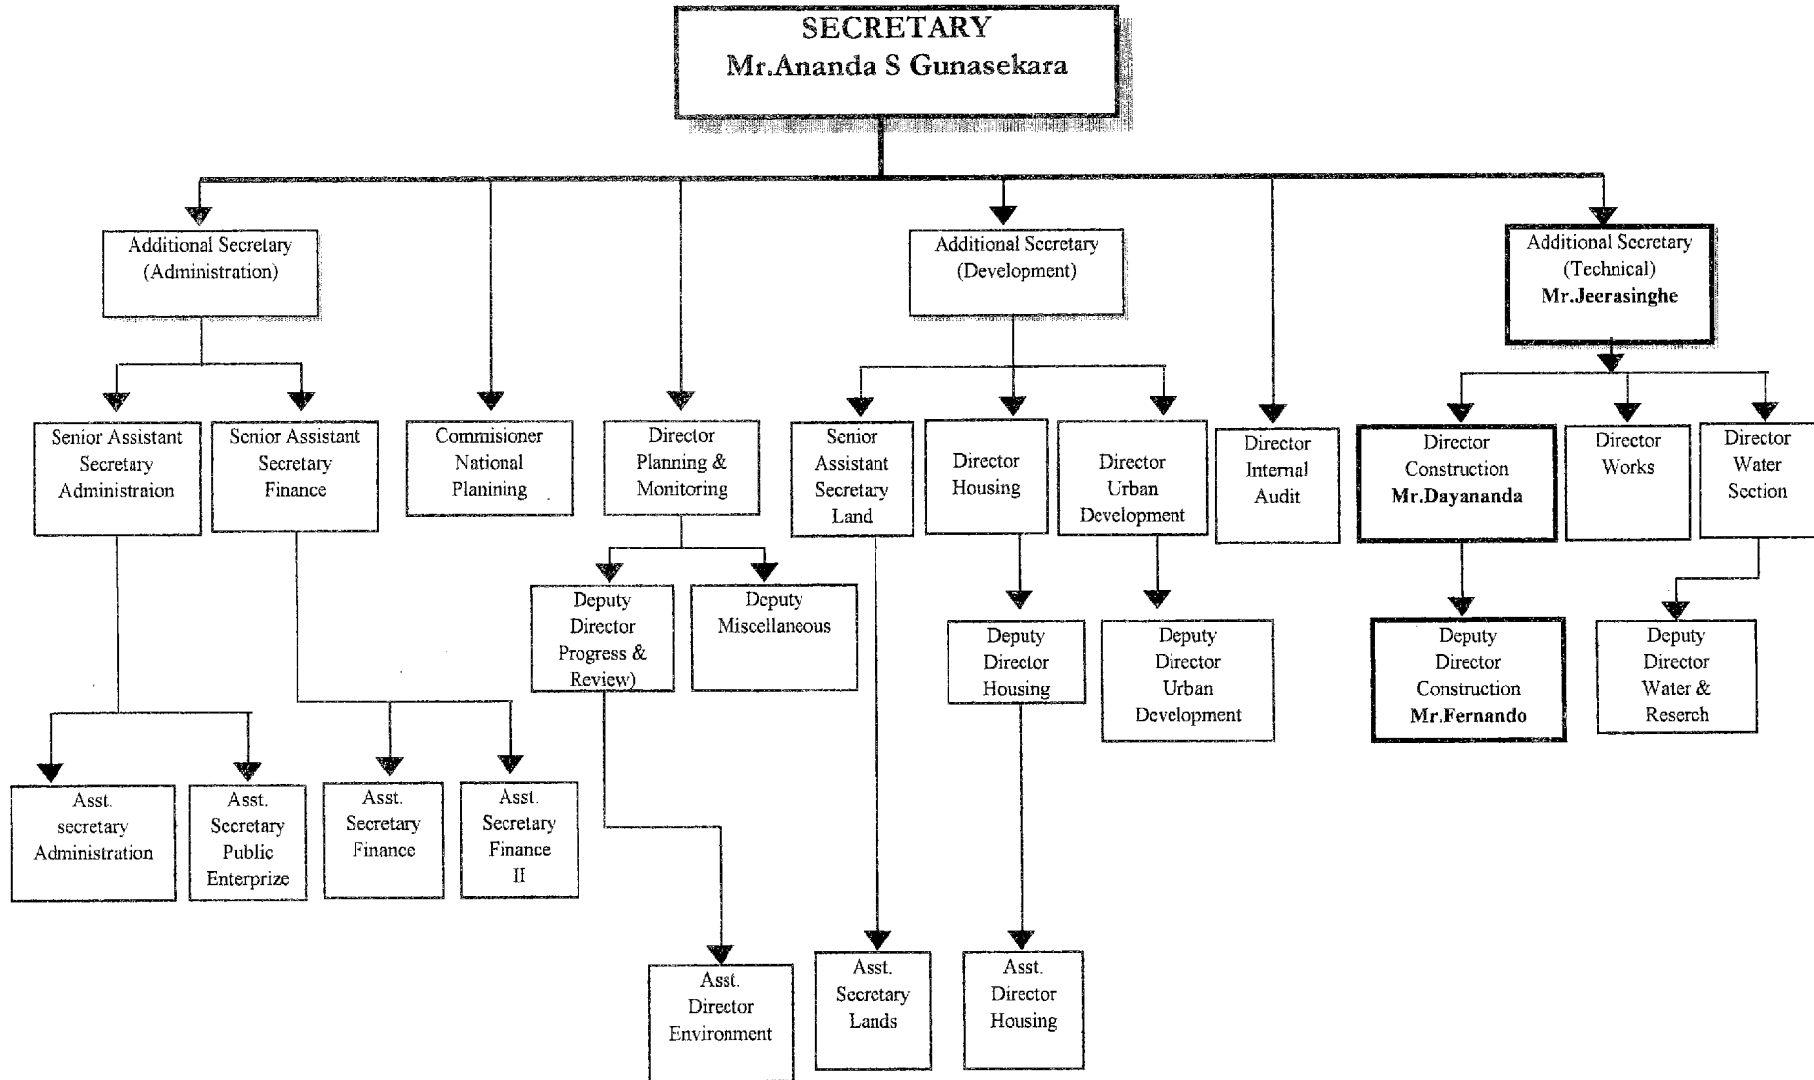 SECRETARY
Mr.Ananda S Gunasekara
Additional Secretary
(Administration)
Additional Secretary
(Development)
Additional Secretary
(Technical)
Mr.Jeerasinghe
Senior Assistant
Secretary
Administraion
Senior Assistant
Secretary
Finance
Commisioner
National
Planining
Director
Planning &
Monitoring
Senior
Assistant
Secretary
Land
Director
Housing
Director
Urban
Development
Director
Internal
Audit
Director
Construction
Mr.Dayananda
Director
Works
Director
Water
Section
Deputy
Director
Progress &
Review)
Deputy
Miscellaneous
Deputy
Director
Housing
Deputy
Director
Urban
Development
Deputy
Director
Construction
Mr.Fernando
Deputy
Director
Water &
Reserch
Asst.
secretary
Administration
Asst.
Secretary
Public
Enterprize
Asst.
Secretary
Finance
Asst.
Secretary
Finance
II
Asst.
Director
Environment
Asst.
Secretary
Lands
Asst.
Director
Housing